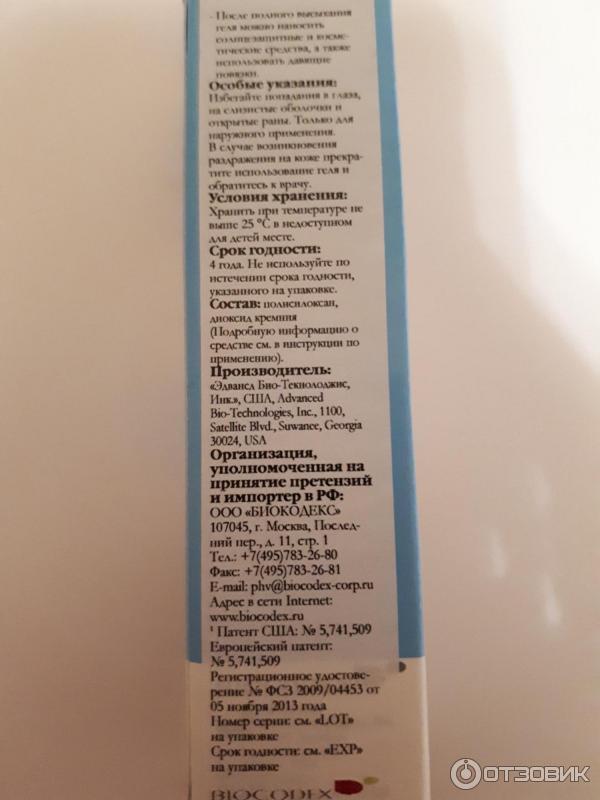 - После полного высыхания
геля можно наносить
солнцезащитные и косме-
тические средства, а также
использовать давящие
повязки.
Особые указания:
Избегайте попадания в глаза,
на слизистые оболочки и
открытые раны. Только для
наружного применения.
В случае возникновения
раздражения на коже прекра-
тите использование геля и
обратитесь к врачу.
Условия хранения:
Хранить при температуре не
выше 25 °C в недоступном
для детей месте.
Срок годности:
4 года. Не используйте по
истечении срока годности,
указанного на упаковке.
Состав: полисилоксан,
диоксид кремния
(Подробную информацию о
средстве см. в инструкции по
применению).
Производитель:
«Эдвансд Био-Текнолоджис,
Инк.», США, Advanced
Bio-Technologies, Inc., 1100,
Satellite Blvd., Suwanee, Georgia
30024, USA
Организация,
уполномоченная на
принятие претензий
и импортер в РФ:
ООО «БИОКОДЕКС»
107045, г. Москва, Послед-
ний пер., д. 11, стр. 1
Тел.: +7(495)783-26-80
Факс: +7(495)783-26-81
E-mail: phv@biocodex-corp.ru
Адрес в сети Internet:
www.biocodex.ru
¹ Патент США: № 5,741,509
Европейский патент:
№ 5,741,509
Регистрационное удостове-
рение № ФСЗ 2009/04453 от
05 ноября 2013 года
Номер серии: см. «LOT»
на упаковке
Срок годности: см. «EXP»
на упаковке
BIOCODEX
ОТЗОВИК